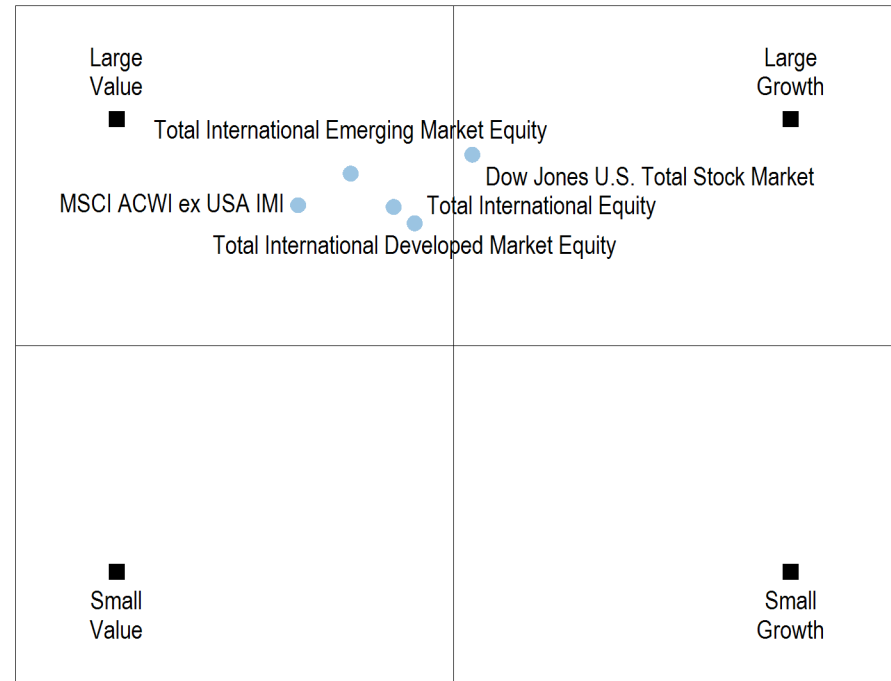 Large
Value
Large
Growth
Total International Emerging Market Equity
Dow Jones U.S. Total Stock Market
MSCI ACWI ex USA IMI
Total International Equity
Total International Developed Market Equity
Small
Value
Small
Growth